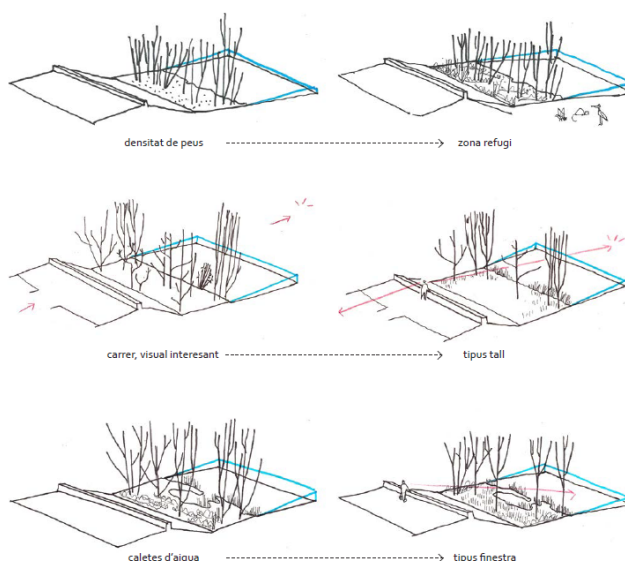 densitat de peus
zona refugi
carrer, visual interesant
tipus tall
caletes d'aigua
tipus finestra